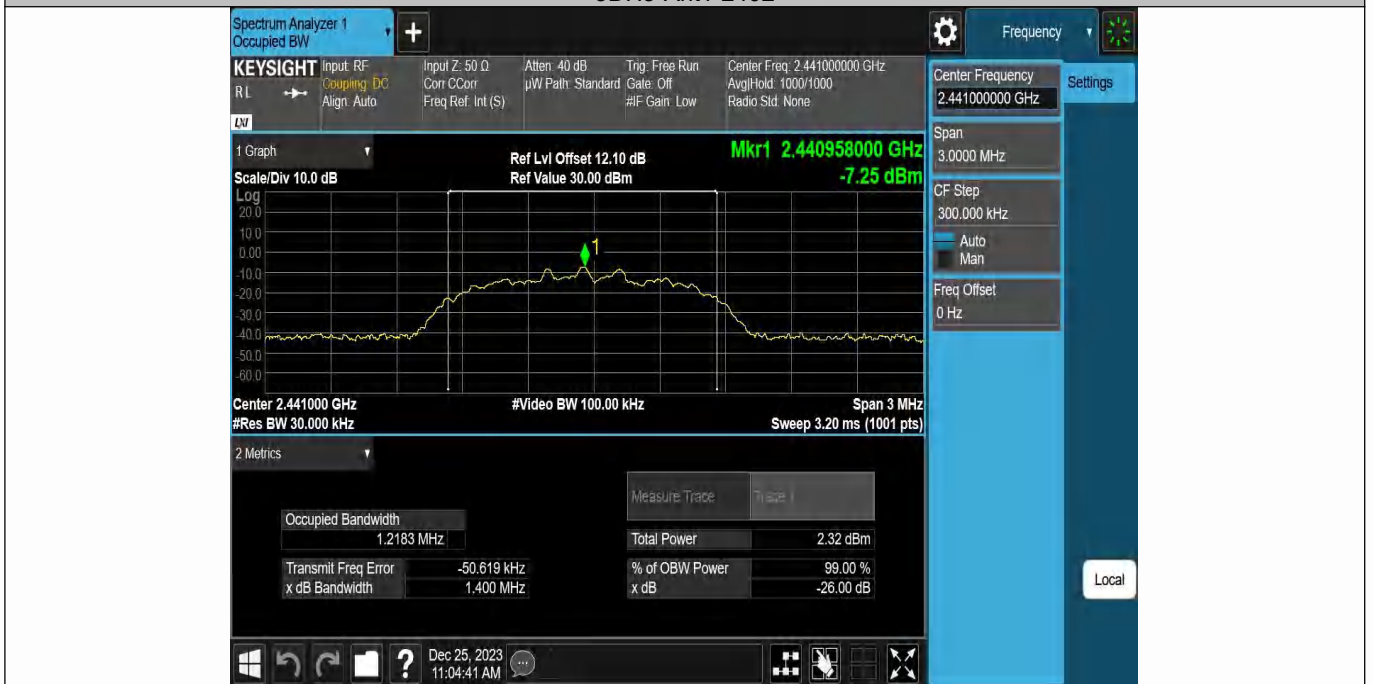 Spectrum Analyzer 1
Occupied BW
Frequency
KEYSIGHT
RL
LXI
Input: RF
Coupling: DC
Align: Auto
Input Z: 50 Ω
Corr CCorr
Freq Ref: Int (S)
Atten: 40 dB
µW Path: Standard
Trig: Free Run
Gate: Off
#IF Gain: Low
Center Freq: 2.441000000 GHz
Avg|Hold: 1000/1000
Radio Std: None
Center Frequency
2.441000000 GHz
Settings
Span
3.0000 MHz
CF Step
300.000 kHz
Auto
Man
Freq Offset
0 Hz
1 Graph
Scale/Div 10.0 dB
Ref Lvl Offset 12.10 dB
Ref Value 30.00 dBm
Mkr1 2.440958000 GHz
-7.25 dBm
Log
20.0
10.0
0.00
-10.0
-20.0
-30.0
-40.0
-50.0
-60.0
1
Center 2.441000 GHz
#Video BW 100.00 kHz
Span 3 MHz
#Res BW 30.000 kHz
Sweep 3.20 ms (1001 pts)
2 Metrics
Measure Trace
Trace 1
Occupied Bandwidth
1.2183 MHz
Total Power
2.32 dBm
Transmit Freq Error
-50.619 kHz
% of OBW Power
99.00 %
x dB Bandwidth
1.400 MHz
x dB
-26.00 dB
Local
Dec 25, 2023
11:04:41 AM